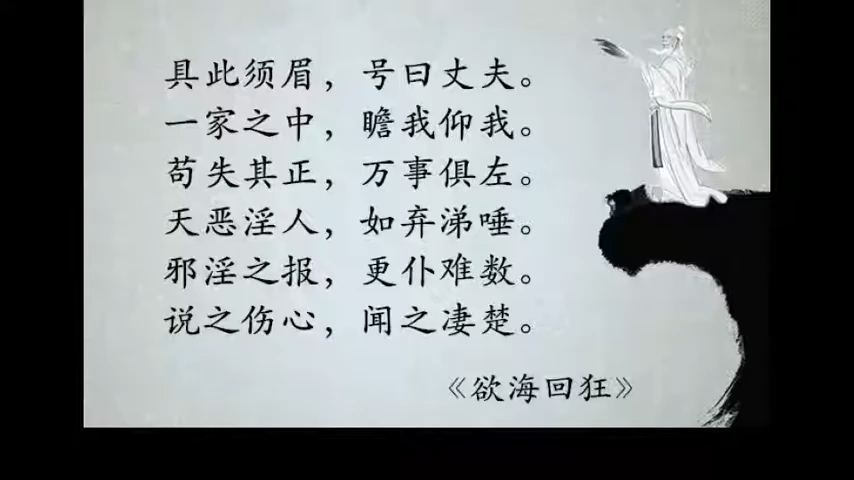 具此须眉，号曰丈夫。
一家之中，瞻我仰我。
苟失其正，万事俱左。
天恶淫人，如弃涕唾。
邪淫之报，更仆难数。
说之伤心，闻之凄楚。
《欲海回狂》